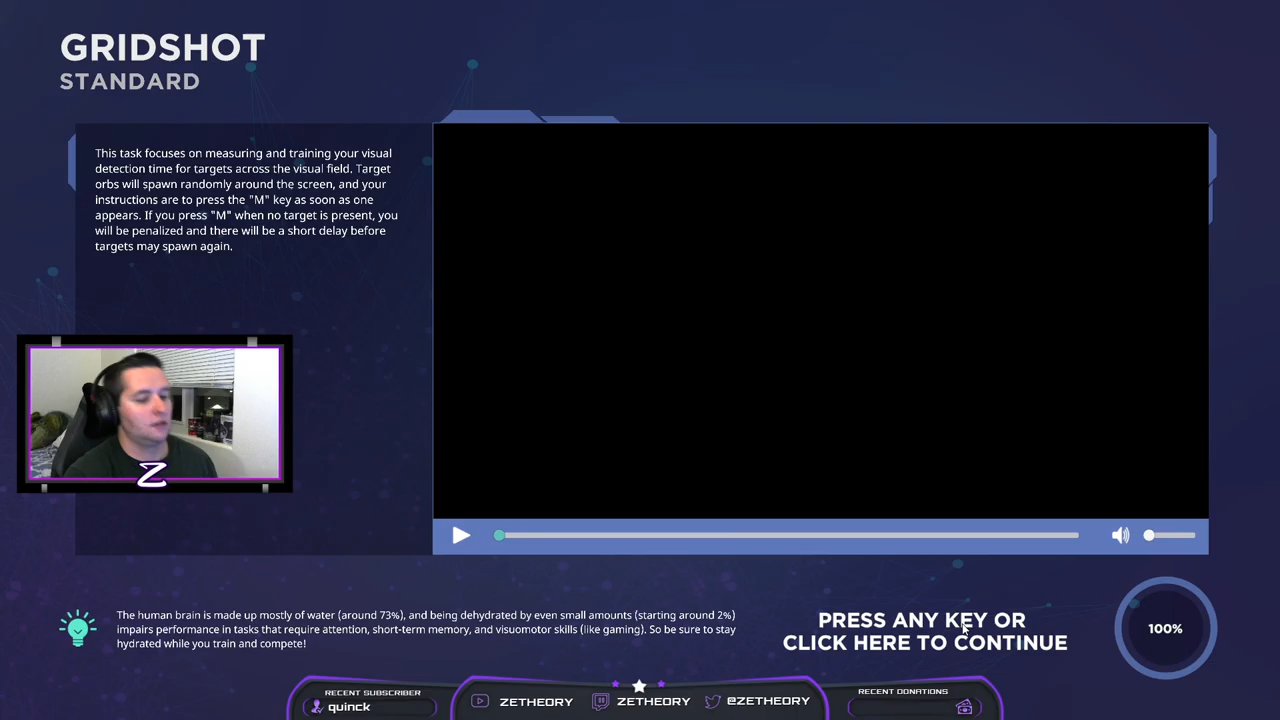 GRIDSHOT
STANDARD
This task focuses on measuring and training your visual
detection time for targets across the visual field. Target
orbs will spawn randomly around the screen, and your
instructions are to press the "M" key as soon as one
appears. If you press "M" when no target is present, you
will be penalized and there will be a short delay before
targets may spawn again.
Z
The human brain is made up mostly of water (around 73%), and being dehydrated by even small amounts (starting around 2%)
impairs performance in tasks that require attention, short-term memory, and visuomotor skills (like gaming). So be sure to stay
hydrated while you train and compete!
PRESS ANY KEY OR
CLICK HERE TO CONTINUE
100%
RECENT SUBSCRIBER
quinck
ZETHEORY
ZETHEORY
@ZETHEORY
RECENT DONATIONS